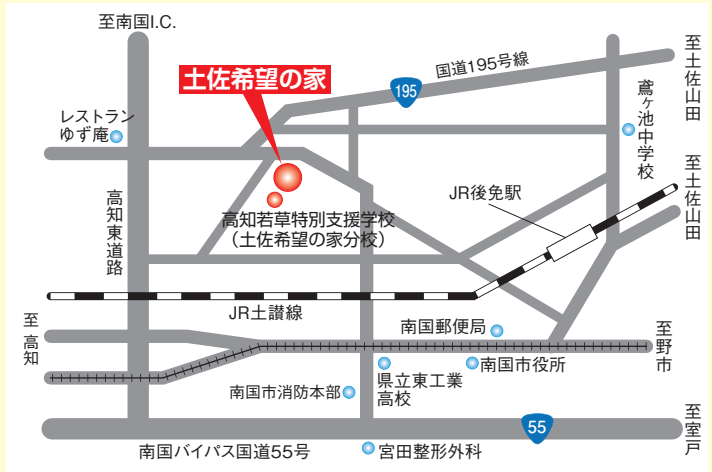 至南国I.C.
国道195号線
195
至土佐山田
土佐希望の家
レストラン
ゆず庵
鳶ヶ池中学校
至土佐山田
高知東道路
JR後免駅
高知若草特別支援学校
（土佐希望の家分校）
JR土讃線
至
高知
南国郵便局
至野市
南国市役所
県立東工業
高校
南国市消防本部
55
至室戸
南国バイパス国道55号
宮田整形外科